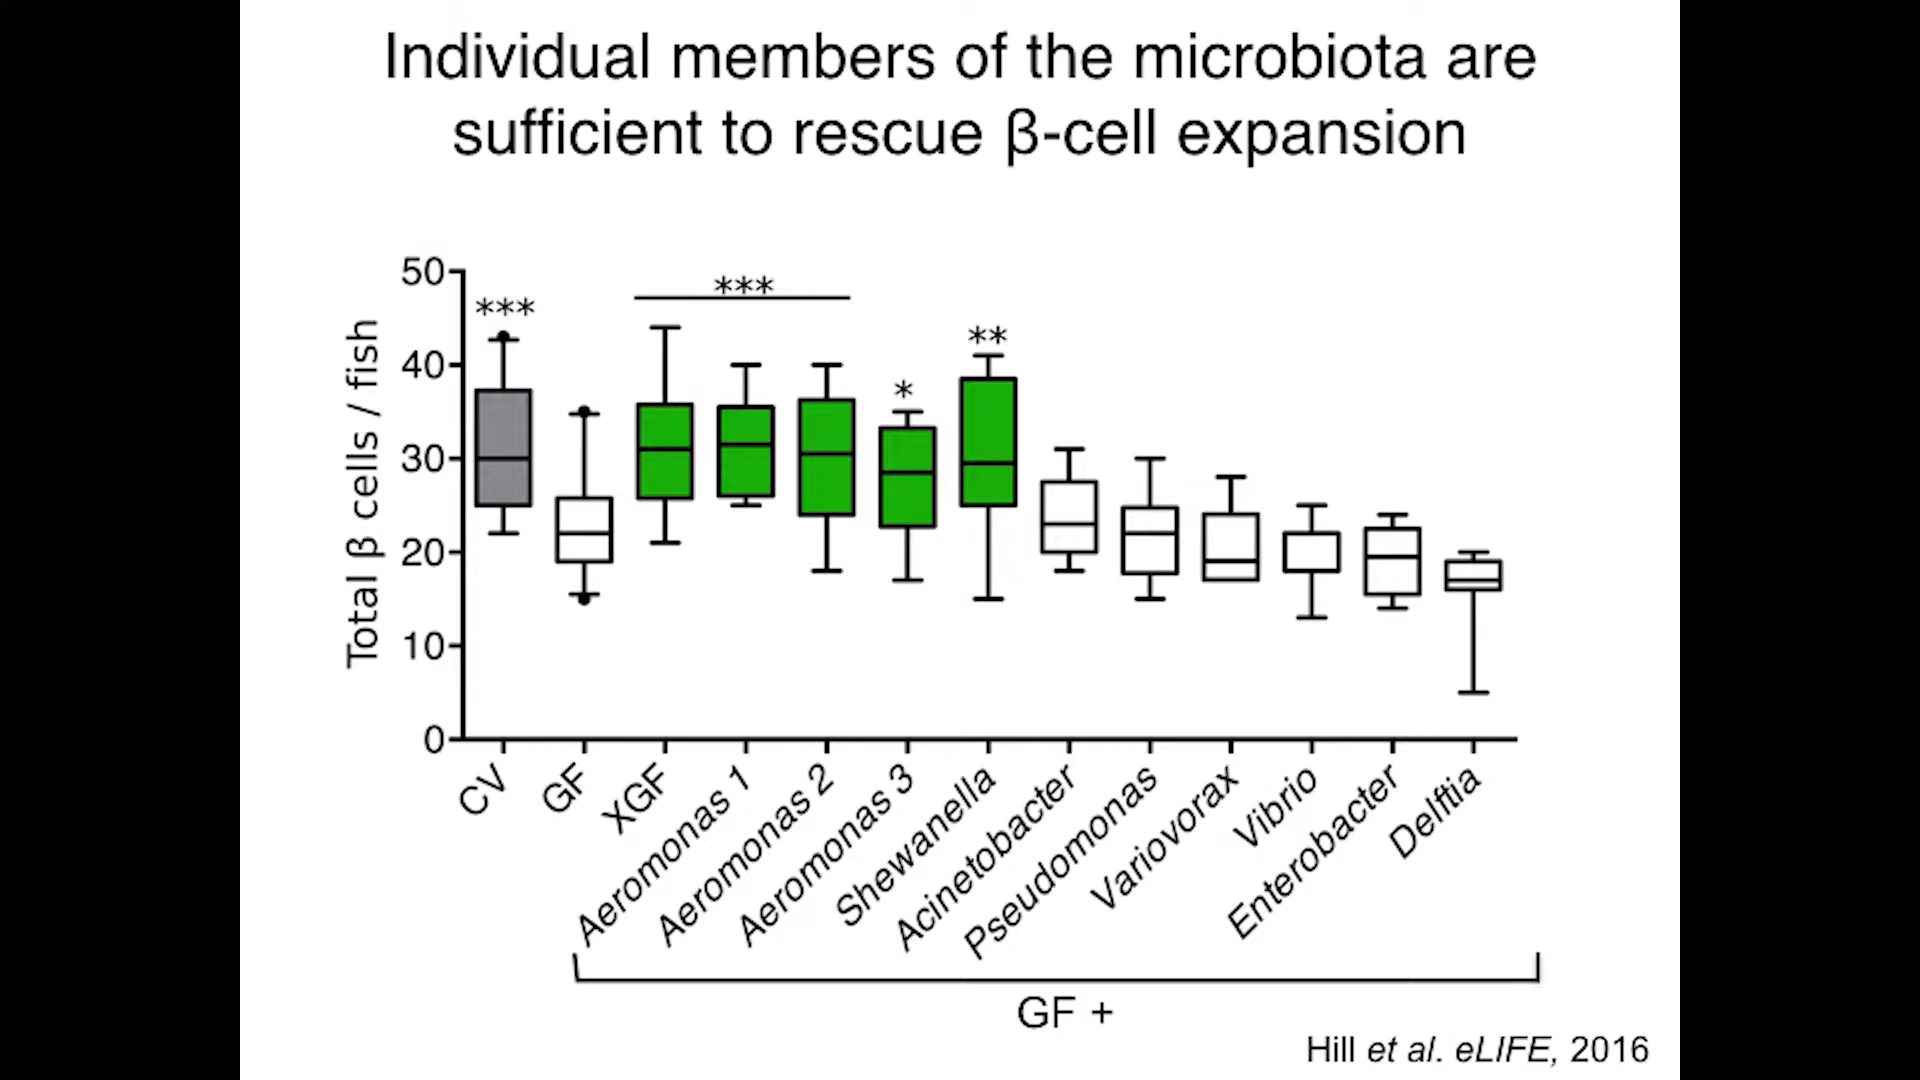 Individual members of the microbiota are
sufficient to rescue β-cell expansion
Total β cells / fish
50
40
30
20
10
0
***
***
*
**
CV
GF
XGF
Aeromonas 1
Aeromonas 2
Aeromonas 3
Shewanella
Acinetobacter
Pseudomonas
Variovorax
Vibrio
Enterobacter
Delftia
GF +
Hill et al. eLIFE, 2016